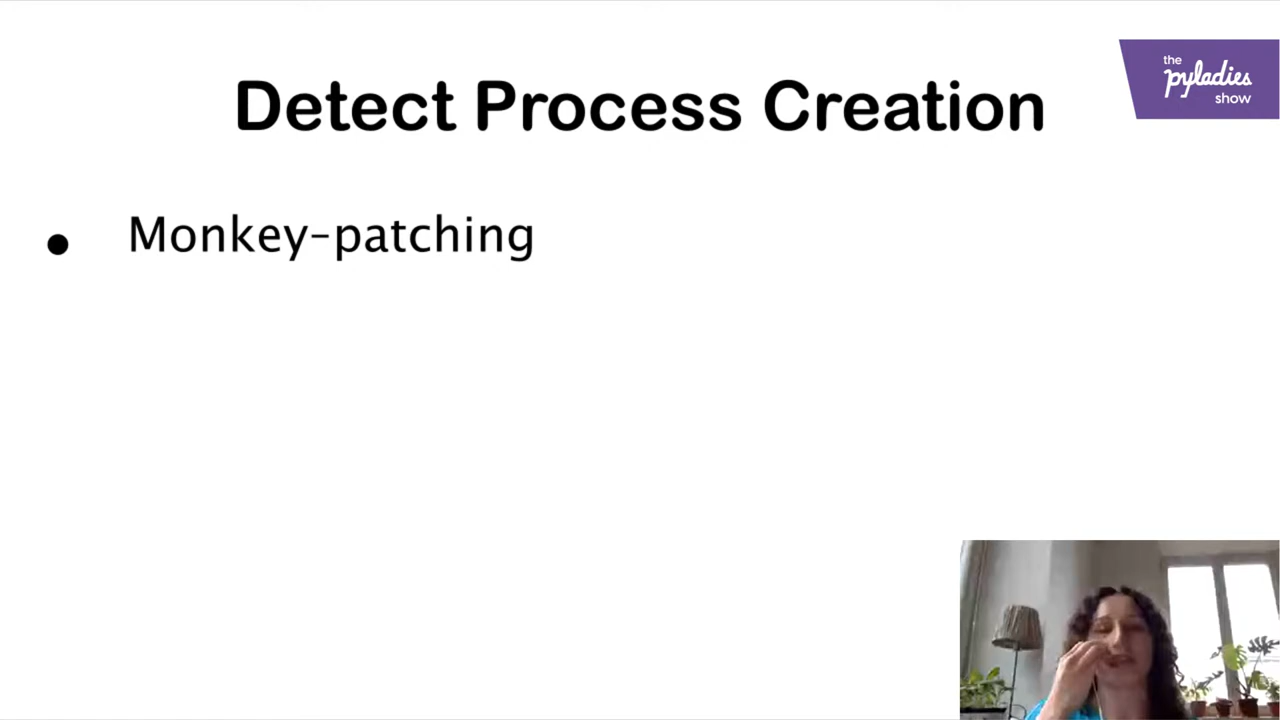 the
pyladies
show
Detect Process Creation
• Monkey-patching